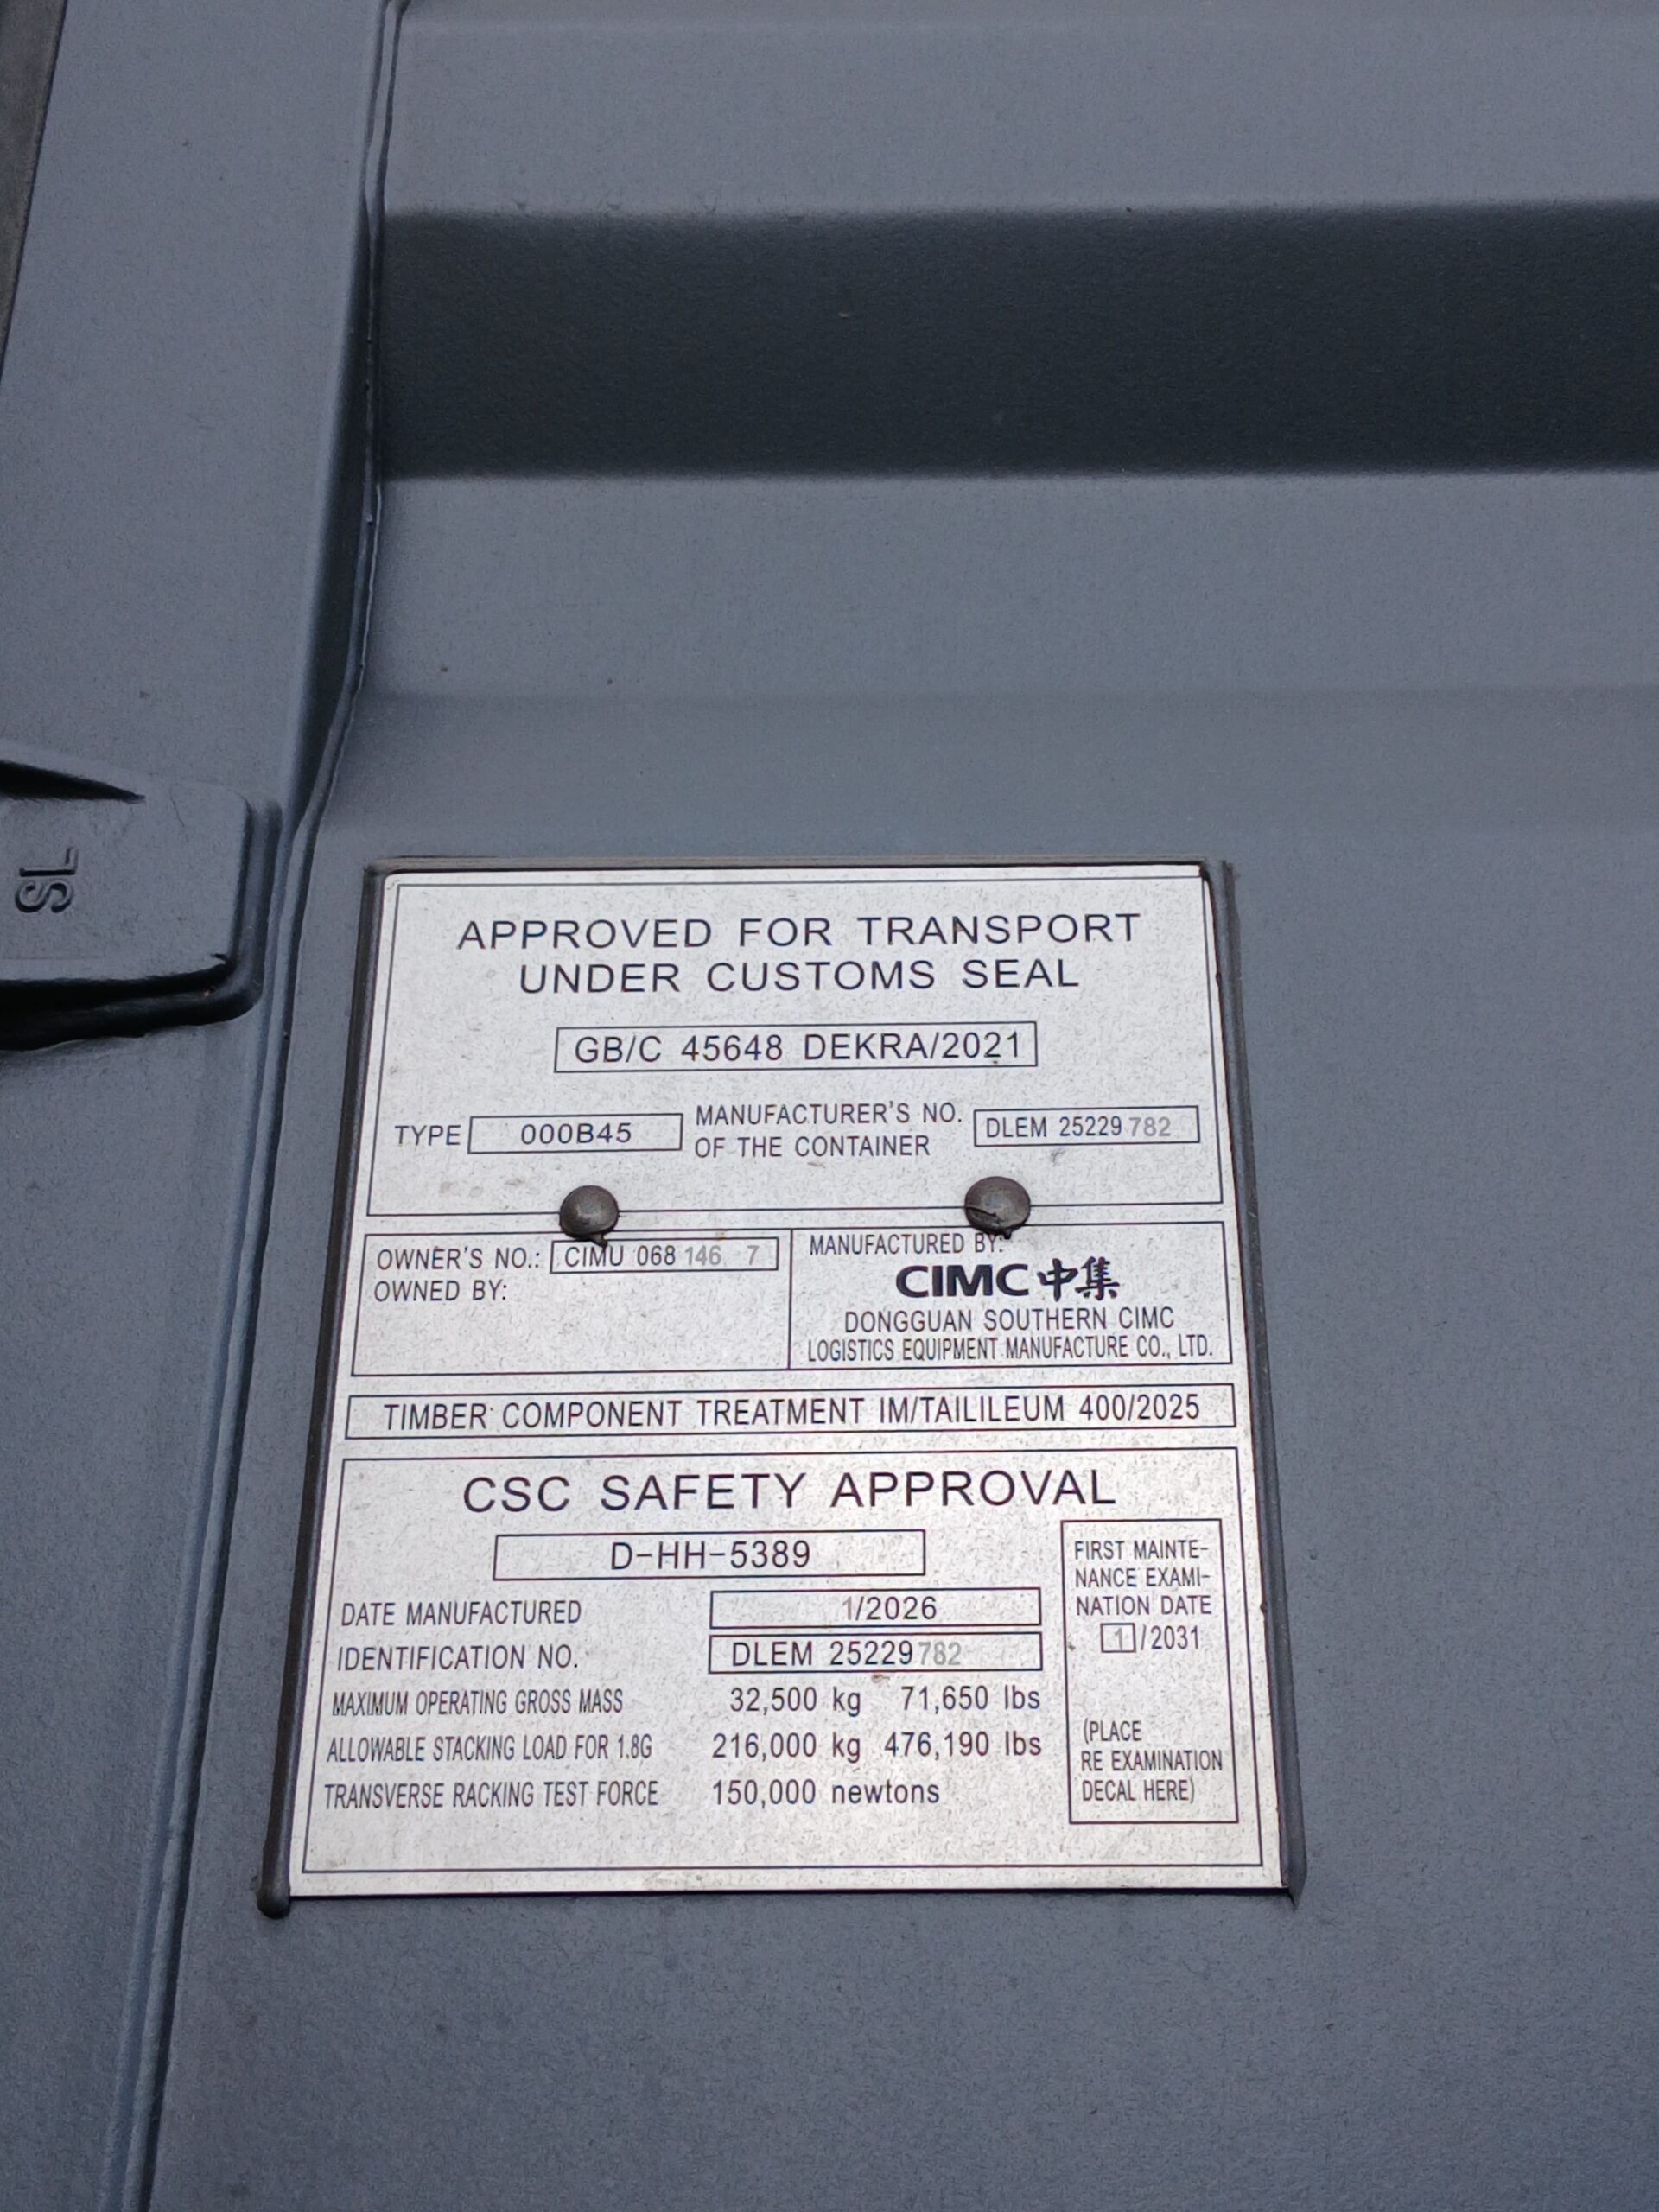 SL
APPROVED FOR TRANSPORT
UNDER CUSTOMS SEAL
GB/C 45648 DEKRA/2021
TYPE 000B45
MANUFACTURER'S NO.
OF THE CONTAINER
DLEM 25229 782
OWNER'S NO.: CIMU 068 146 7
OWNED BY:
MANUFACTURED BY:
CIMC 中集
DONGGUAN SOUTHERN CIMC
LOGISTICS EQUIPMENT MANUFACTURE CO., LTD.
TIMBER COMPONENT TREATMENT IM/TAILILEUM 400/2025
CSC SAFETY APPROVAL
D-HH-5389
DATE MANUFACTURED 1/2026
IDENTIFICATION NO. DLEM 25229782
MAXIMUM OPERATING GROSS MASS 32,500 kg 71,650 lbs
ALLOWABLE STACKING LOAD FOR 1.8G 216,000 kg 476,190 lbs
TRANSVERSE RACKING TEST FORCE 150,000 newtons
FIRST MAINTE-
NANCE EXAMI-
NATION DATE
1/2031
(PLACE
RE EXAMINATION
DECAL HERE)